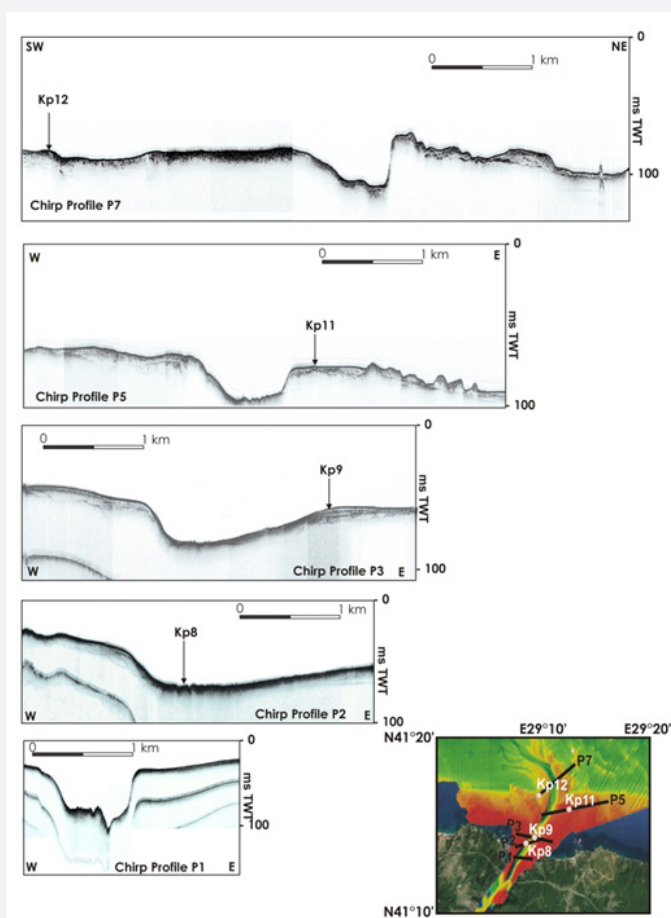 SW
NE
0
0 1 km
Kp12
ms TWT
100
Chirp Profile P7
W
E
0
0 1 km
Kp11
ms TWT
Chirp Profile P5
100
0
0 1 km
Kp9
ms TWT
W
Chirp Profile P3
E
100
0
0 1 km
Kp8
ms TWT
W
Chirp Profile P2
E
100
0
0 1 km
ms TWT
100
W
Chirp Profile P1
E
E29°10' E29°20'
N41°20'
P7
Kp12
Kp11
P5
P3
Kp9
P2
Kp8
P1
N41°10'